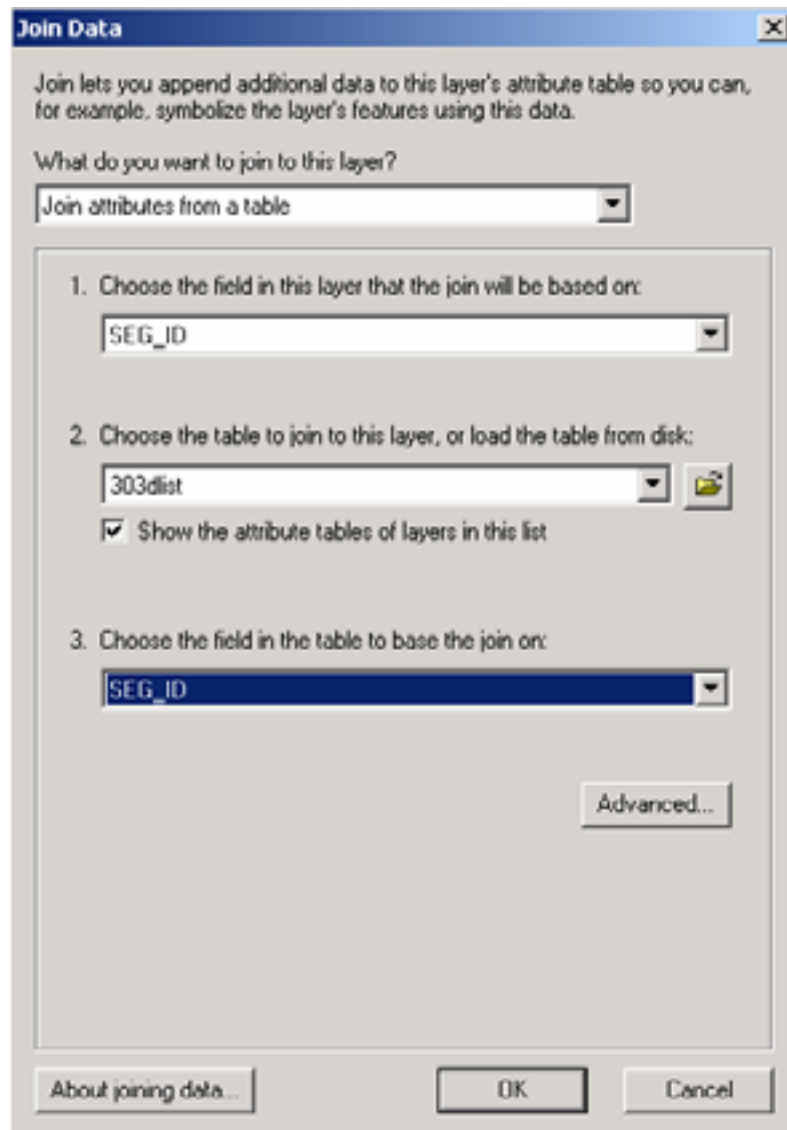 Join Data
Join lets you append additional data to this layer's attribute table so you can,
for example, symbolize the layer's features using this data.
What do you want to join to this layer?
Join attributes from a table
1. Choose the field in this layer that the join will be based on:
SEG_ID
2. Choose the table to join to this layer, or load the table from disk:
303dlist
Show the attribute tables of layers in this list
3. Choose the field in the table to base the join on:
SEG_ID
Advanced...
About joining data...
OK
Cancel